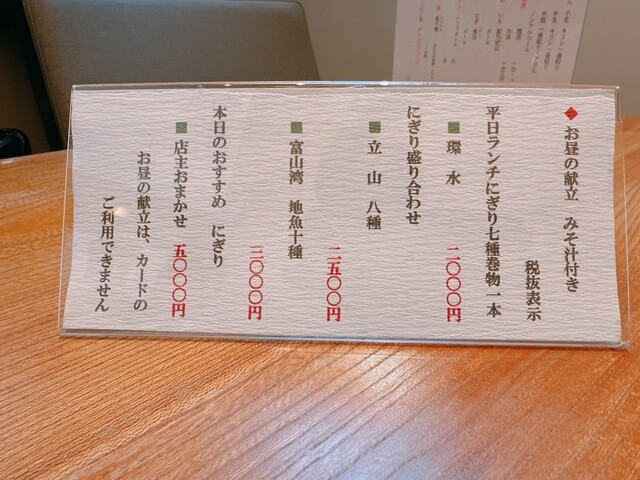 ◆お昼の献立 みそ汁付き
税抜表示
平日ランチにぎり七種巻物一本
■環水 二〇〇〇円
にぎり盛り合わせ
■立山 八種
二五〇〇円
■富山湾 地魚十種
三〇〇〇円
本日のおすすめ にぎり
■店主おまかせ 五〇〇〇円
お昼の献立は、カードの
ご利用できません